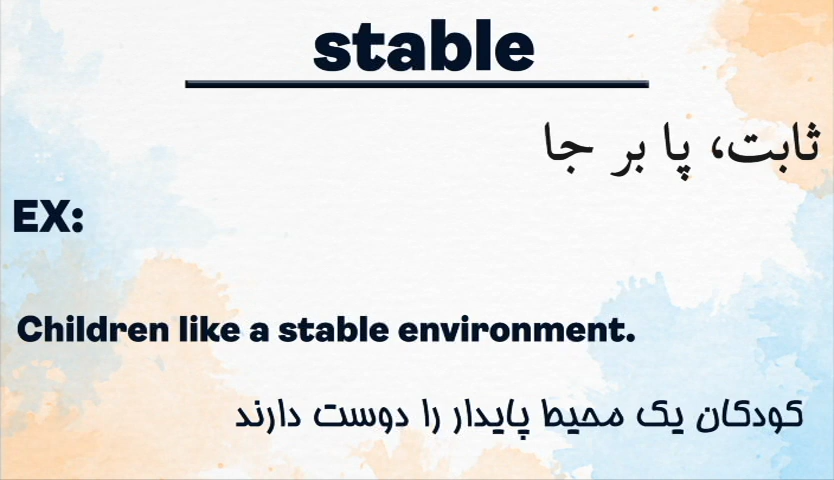 stable
ثابت، پا بر جا
EX:
Children like a stable environment.
کودکان یک محیط پایدار را دوست دارند